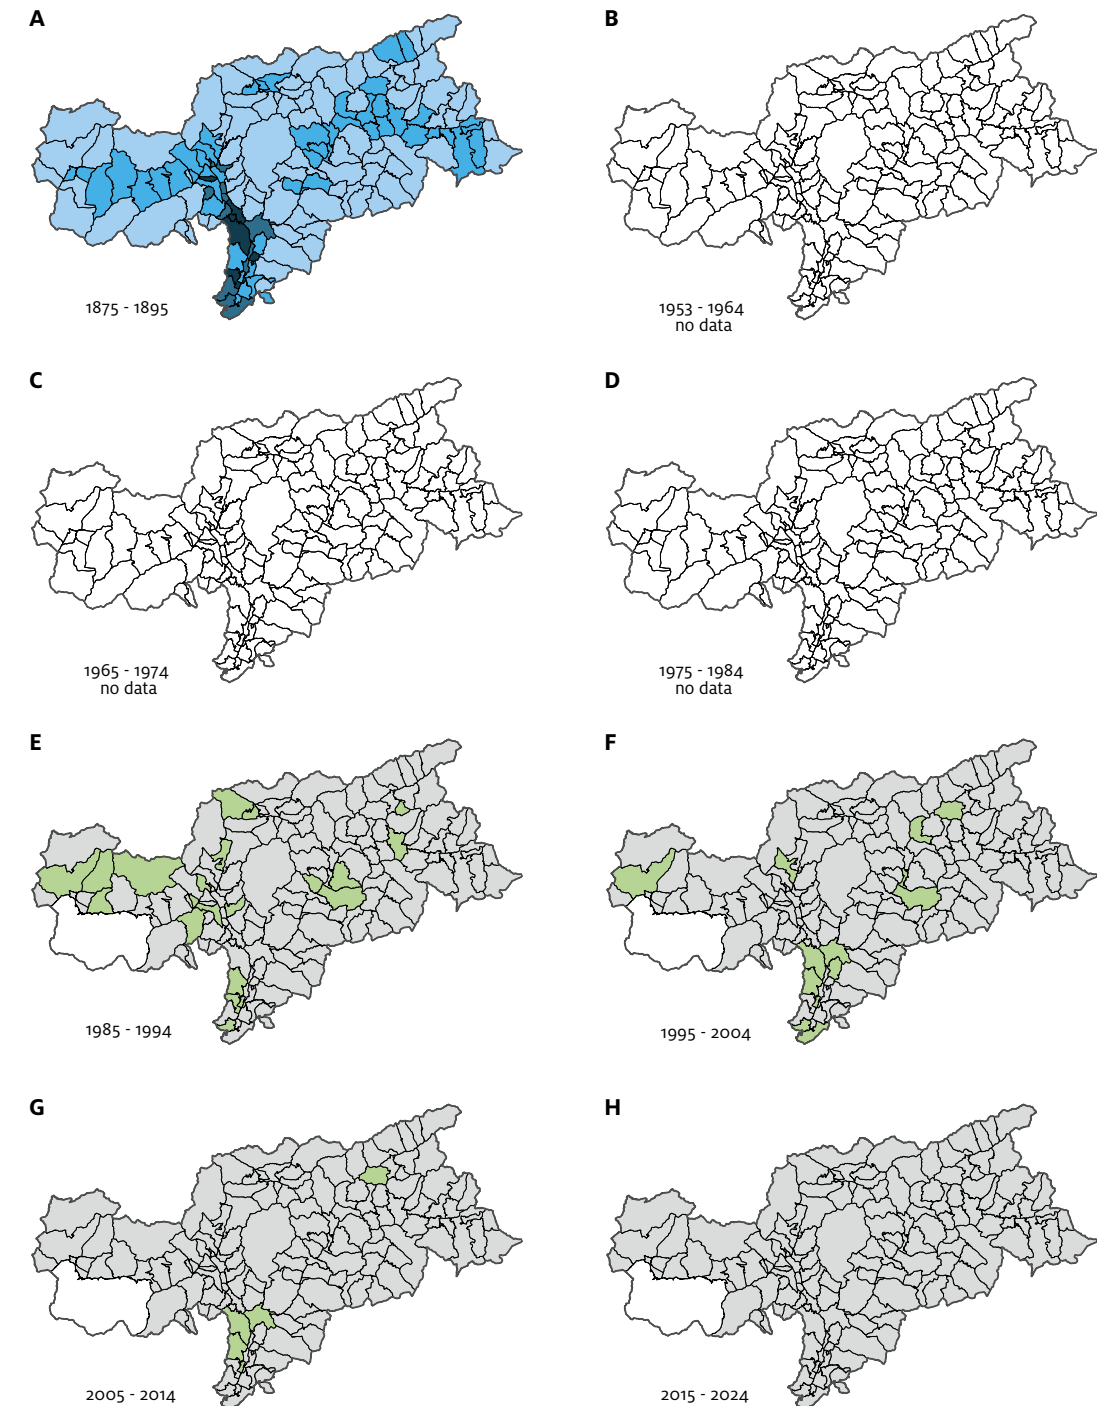 A
B
1875 - 1895
1953 - 1964
no data
C
D
1965 - 1974
no data
1975 - 1984
no data
E
F
1985 - 1994
1995 - 2004
G
H
2005 - 2014
2015 - 2024